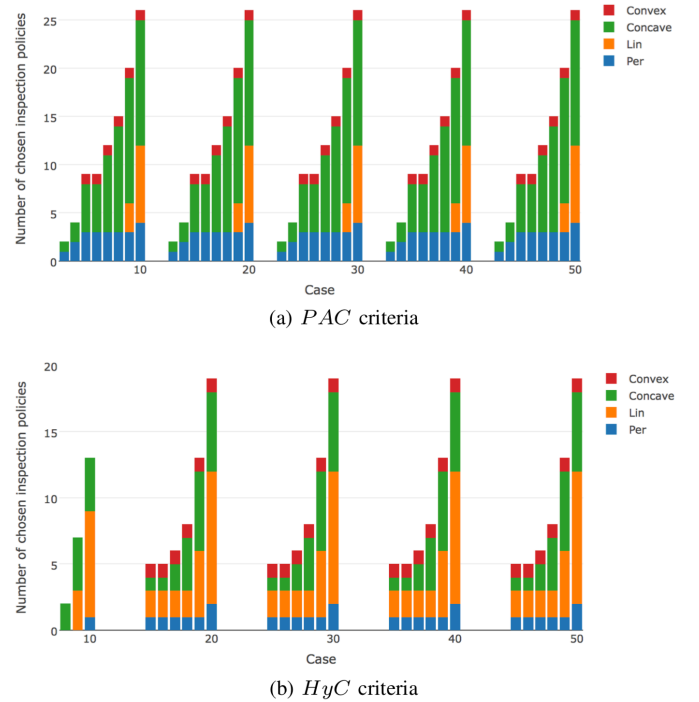 Number of chosen inspection policies
25
20
15
10
5
0
10
20
30
40
50
Case
Convex
Concave
Lin
Per
(a) PAC criteria
Number of chosen inspection policies
20
15
10
5
0
10
20
30
40
50
Case
Convex
Concave
Lin
Per
(b) HyC criteria